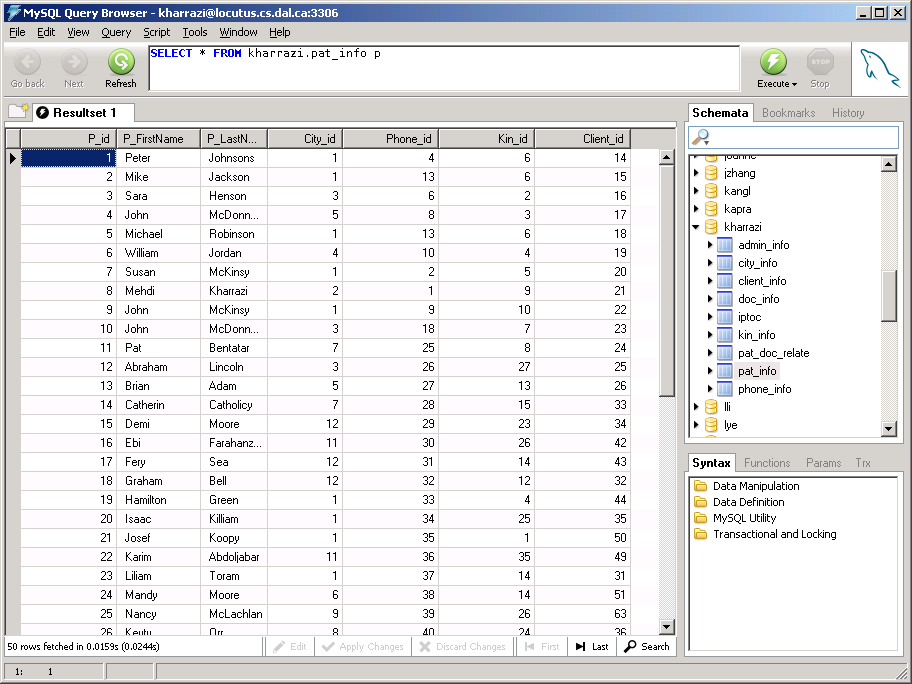 MySQL Query Browser - kharrazi@locutus.cs.dal.ca:3306
File Edit View Query Script Tools Window Help
SELECT * FROM kharrazi.pat_info p
Go back Next Refresh Execute Stop
Resultset 1
P_id P_FirstName P_LastN... City_id Phone_id Kin_id Client_id
1 Peter Johnsons 1 4 6 14
2 Mike Jackson 1 13 6 15
3 Sara Henson 3 6 2 16
4 John McDonn... 5 8 3 17
5 Michael Robinson 1 13 6 18
6 William Jordan 4 10 4 19
7 Susan McKinsy 1 2 5 20
8 Mehdi Kharrazi 2 1 9 21
9 John McKinsy 1 9 10 22
10 John McDonn... 3 18 7 23
11 Pat Bentatar 7 25 8 24
12 Abraham Lincoln 3 26 27 25
13 Brian Adam 5 27 13 26
14 Catherin Catholicy 7 28 15 33
15 Demi Moore 12 29 23 34
16 Ebi Farahanz... 11 30 26 42
17 Fery Sea 12 31 14 43
18 Graham Bell 12 32 12 32
19 Hamilton Green 1 33 4 44
20 Isaac Killiam 1 34 25 35
21 Josef Koopy 1 35 1 50
22 Karim Abdoljabar 11 36 35 49
23 Liliam Toram 1 37 14 31
24 Mandy Moore 6 38 14 51
25 Nancy McLachlan 9 39 26 63
26 Orr 8 40 24 36
50 rows fetched in 0.0159s (0.0244s) Edit Apply Changes Discard Changes First Last Search
1: 1
Schemata Bookmarks History
jzhang
kangl
kapra
kharrazi
admin_info
city_info
client_info
doc_info
iptoc
kin_info
pat_doc_relate
pat_info
phone_info
lli
lye
Syntax Functions Params Trx
Data Manipulation
Data Definition
MySQL Utility
Transactional and Locking